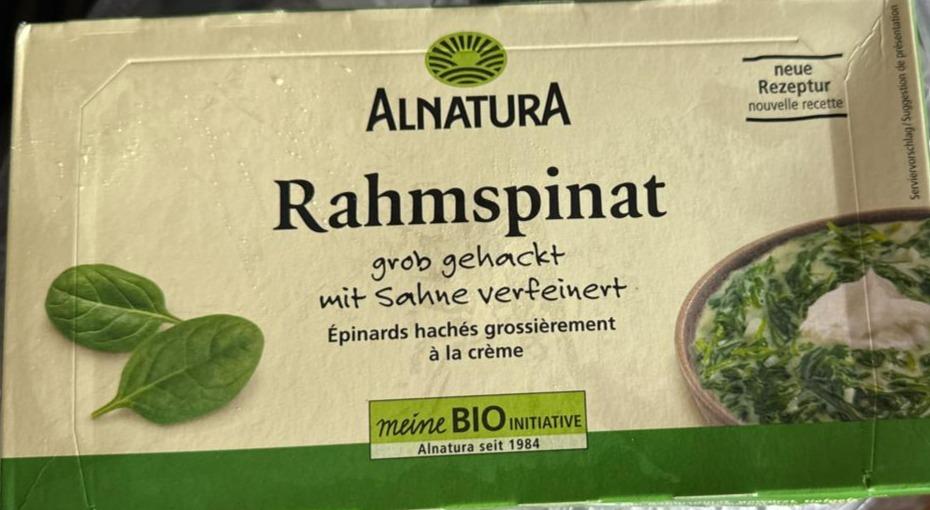 ALNATURA
neue
Rezeptur
nouvelle recette
Serviervorschlag/Suggestion de présentation
Rahmspinat
grob gehackt
mit Sahne verfeinert
Épinards hachés grossièrement
à la crème
meine BIO INITIATIVE
Alnatura seit 1984